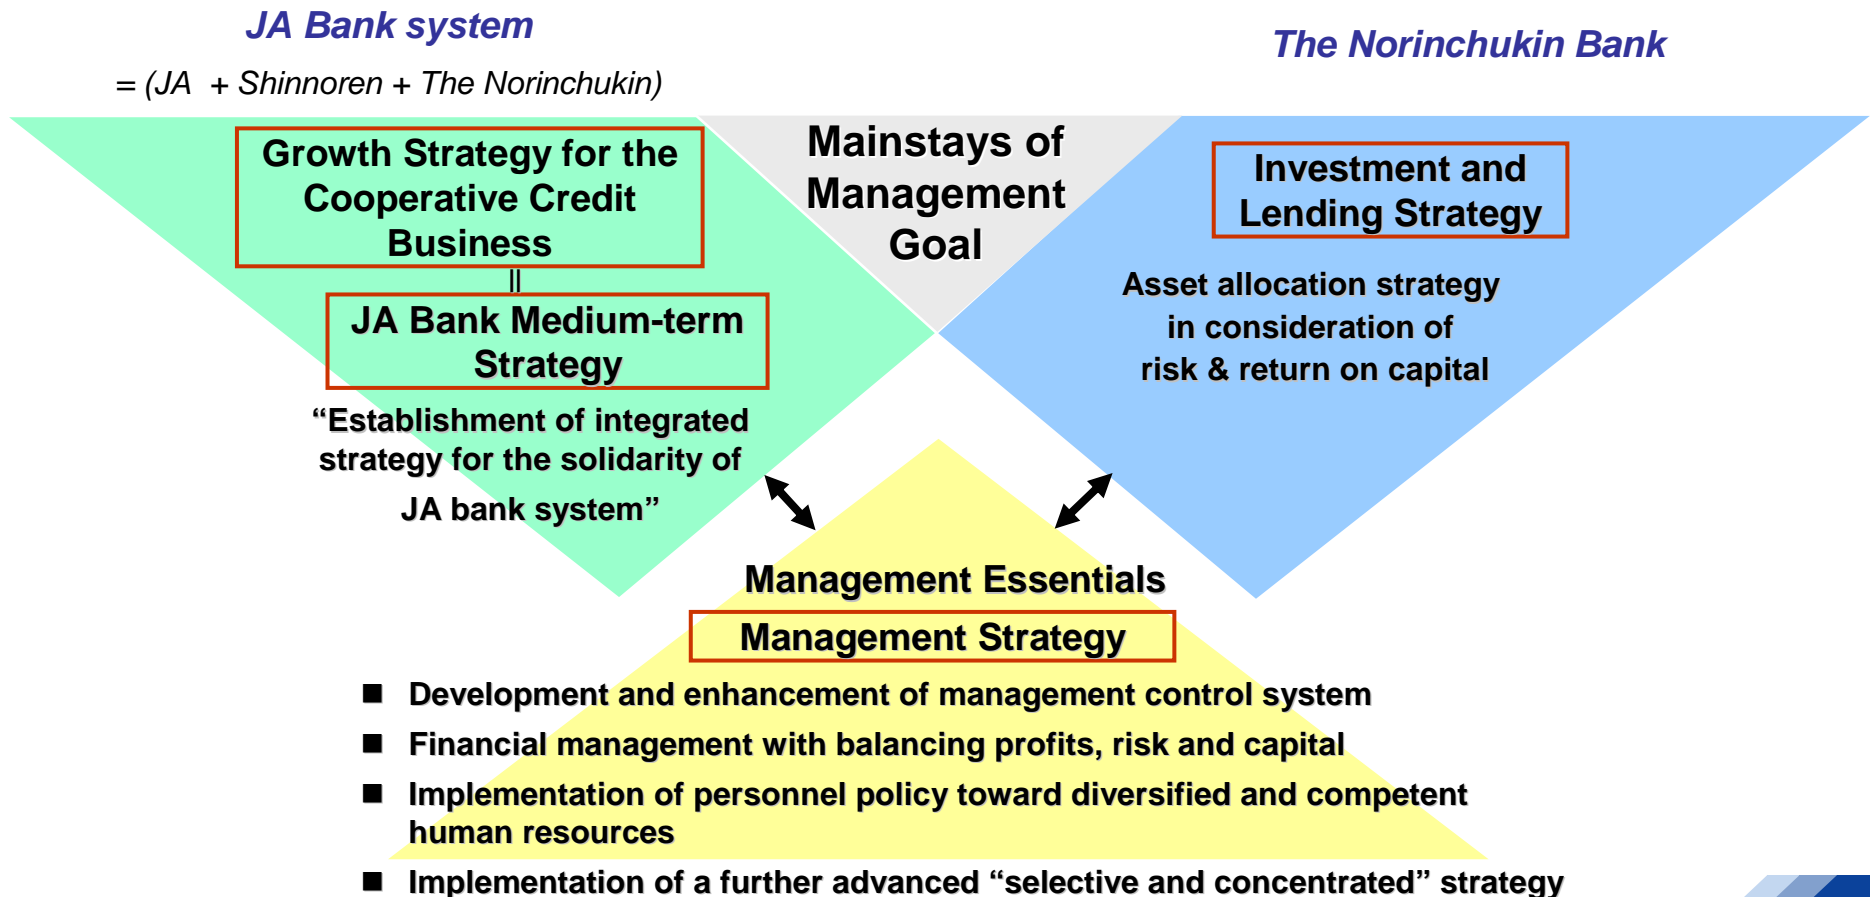 JA Bank system
= (JA + Shinnoren + The Norinchukin)
The Norinchukin Bank
Growth Strategy for the
Cooperative Credit
Business
=
JA Bank Medium-term
Strategy
“Establishment of integrated
strategy for the solidarity of
JA bank system”
Mainstays of
Management
Goal
Investment and
Lending Strategy
Asset allocation strategy
in consideration of
risk & return on capital
Management Essentials
Management Strategy
■ Development and enhancement of management control system
■ Financial management with balancing profits, risk and capital
■ Implementation of personnel policy toward diversified and competent
human resources
■ Implementation of a further advanced “selective and concentrated” strategy